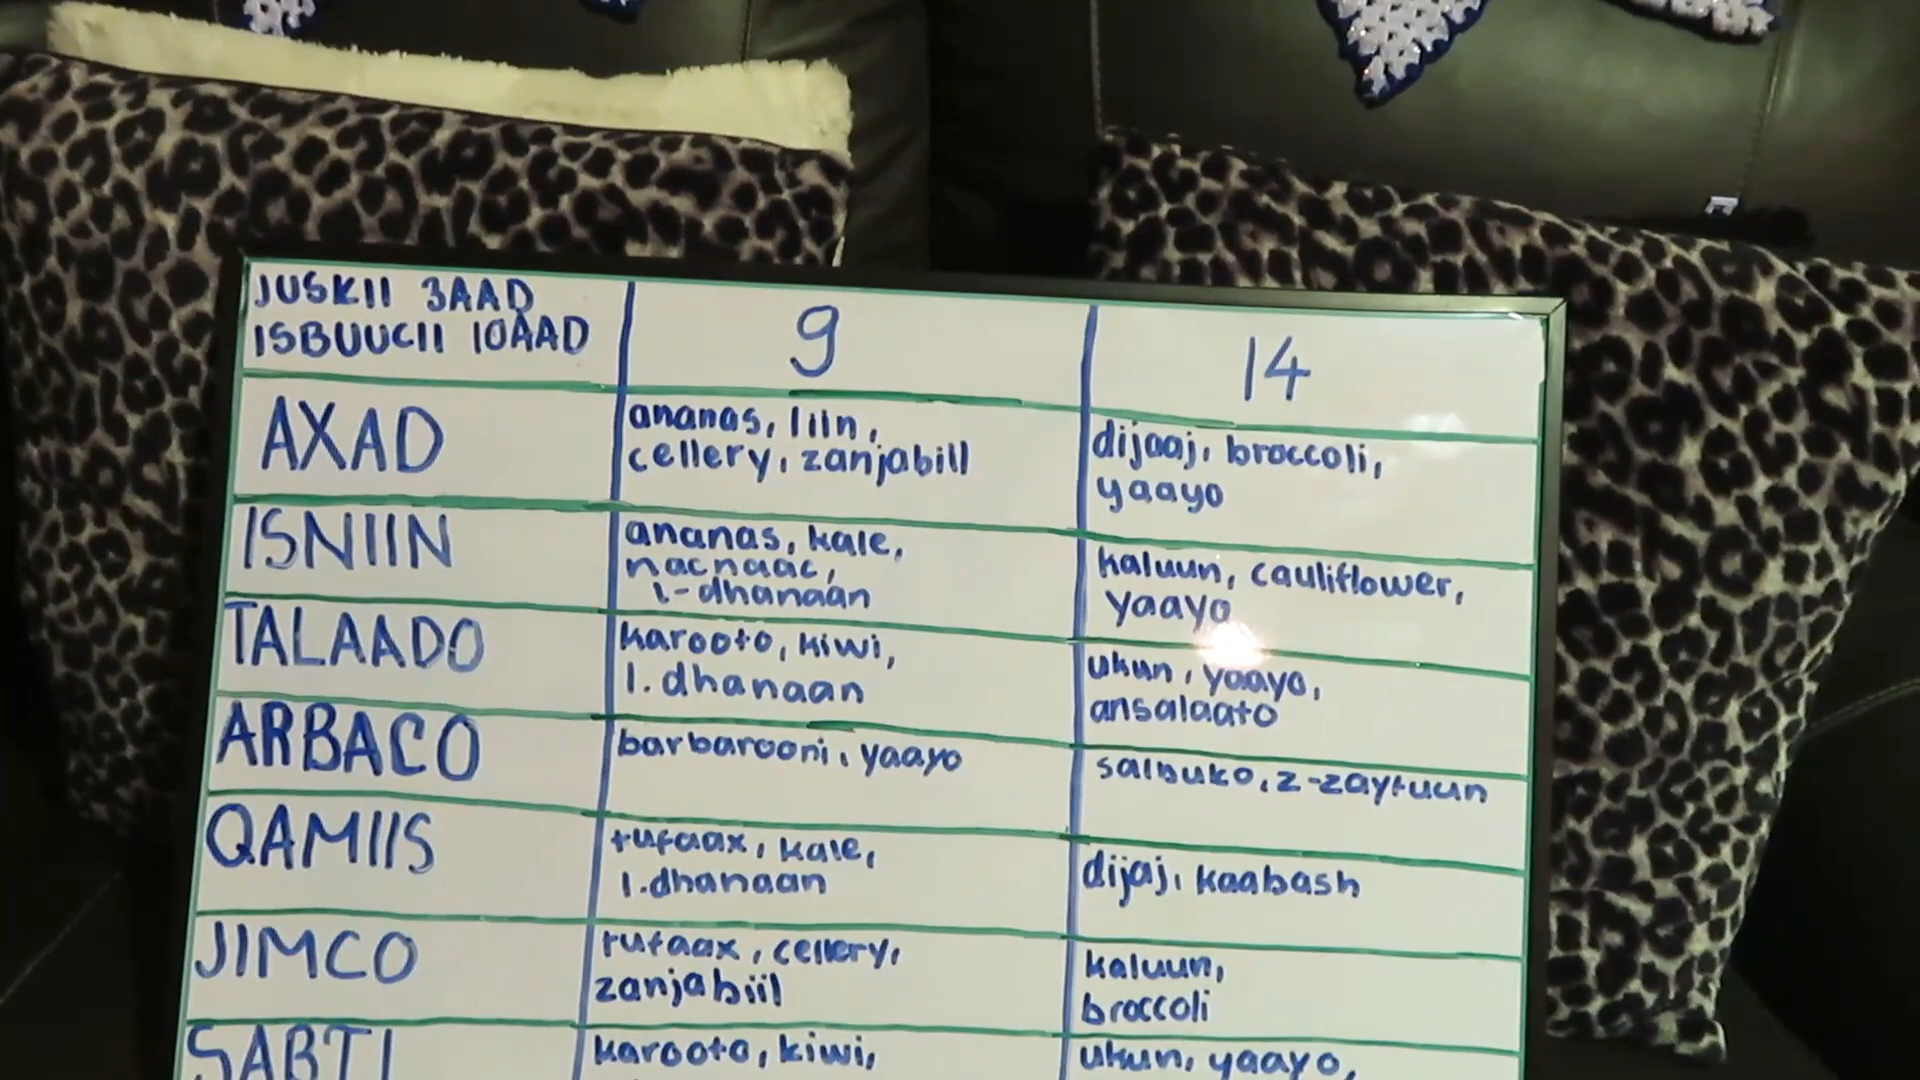 JUSKII 3AAD
ISBUUCII 10AAD
9
14
AXAD
ananas, liin,
cellery, zanjabill
dijaaj, broccoli,
yaayo
ISNIIN
ananas, kale,
nacnaac,
L-dhanaan
kaluun, cauliflower,
yaayo
TALAADO
karooto, kiwi,
l.dhanaan
ukun, yaayo,
ansalaato
ARBACO
barbarooni, yaayo
salbuko, z-zaytuun
QAMIIS
tufaax, kale,
l.dhanaan
dijaj, kaabash
JIMCO
tufaax, cellery,
zanjabiil
kaluun,
broccoli
SABTI
karooto, kiwi,
ukun, yaayo,